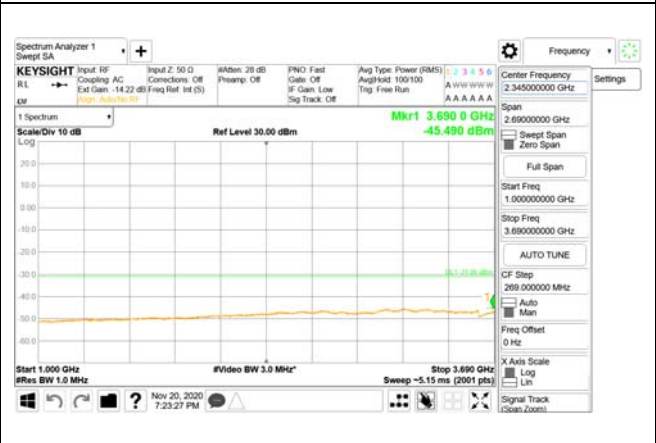 Spectrum Analyzer 1
Swept SA
Frequency
KEYSIGHT
RL
Input: RF
Coupling: AC
Ext Gain: -14.22 dB
Align: Auto/No RF
Input Z: 50 Ω
Corrections: Off
Freq Ref: Int (S)
#Atten: 28 dB
Preamp: Off
PNO: Fast
Gate: Off
IF Gain: Low
Sig Track: Off
Avg Type: Power (RMS)
Avg|Hold: 100/100
Trig: Free Run
1 2 3 4 5 6
A W W W W W
A A A A A A
1 Spectrum
Scale/Div 10 dB
Log
Ref Level 30.00 dBm
Mkr1 3.690 0 GHz
-45.490 dBm
20.0
10.0
0.00
-10.0
-20.0
-30.0
-40.0
-50.0
-60.0
1
Start 1.000 GHz
#Res BW 1.0 MHz
#Video BW 3.0 MHz*
Stop 3.690 GHz
Sweep ~5.15 ms (2001 pts)
Nov 20, 2020
7:23:27 PM
Center Frequency
2.345000000 GHz
Settings
Span
2.69000000 GHz
Swept Span
Zero Span
Full Span
Start Freq
1.000000000 GHz
Stop Freq
3.690000000 GHz
AUTO TUNE
CF Step
269.000000 MHz
Auto
Man
Freq Offset
0 Hz
X Axis Scale
Log
Lin
Signal Track
(Span Zoom)